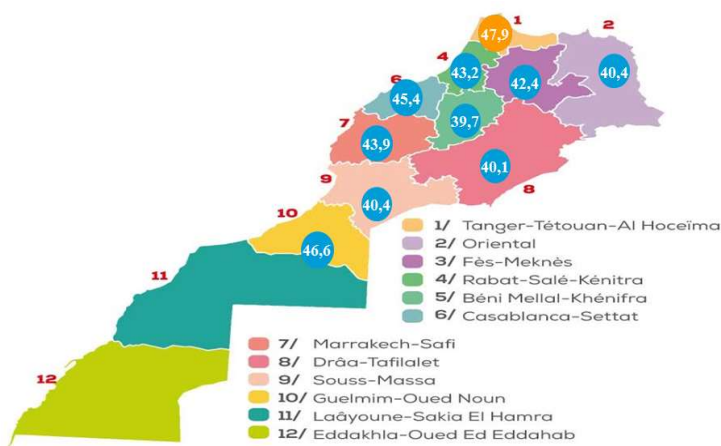 1
2
47,9
4
43,2
42,4
40,4
6
45,4
39,7
7
43,9
40,1
9
8
40,4
10
46,6
11
12
1/ Tanger-Tétouan-Al Hoceïma
2/ Oriental
3/ Fès-Meknès
4/ Rabat-Salé-Kénitra
5/ Béni Mellal-Khénifra
6/ Casablanca-Settat
7/ Marrakech-Safi
8/ Drâa-Tafilalet
9/ Souss-Massa
10/ Guelmim-Oued Noun
11/ Laâyoune-Sakia El Hamra
12/ Eddakhla-Oued Ed Eddahab